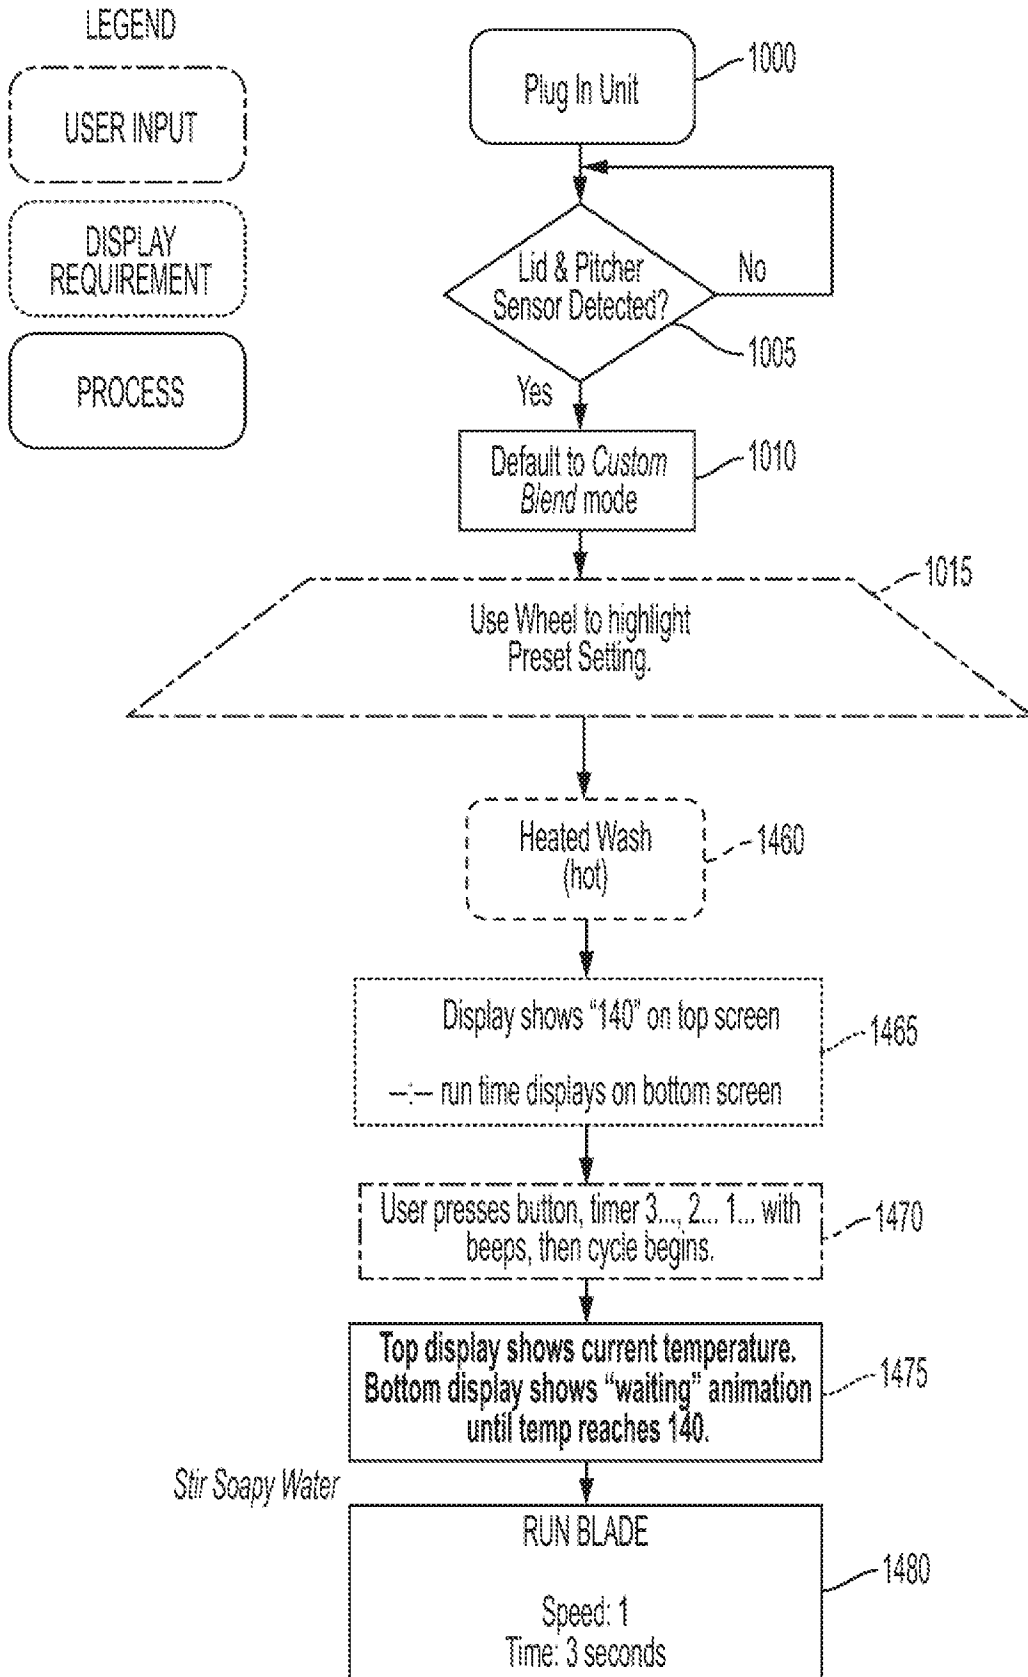 LEGEND
USER INPUT
DISPLAY
REQUIREMENT
PROCESS
Plug In Unit
1000
Lid & Pitcher
Sensor Detected?
No
1005
Yes
Default to Custom
Blend mode
1010
Use Wheel to highlight
Preset Setting.
1015
Heated Wash
(hot)
1460
Display shows “140” on top screen
--:-- run time displays on bottom screen
1465
User presses button, timer 3..., 2... 1... with
beeps, then cycle begins.
1470
Top display shows current temperature.
Bottom display shows “waiting” animation
until temp reaches 140.
1475
Stir Soapy Water
RUN BLADE
Speed: 1
Time: 3 seconds
1480